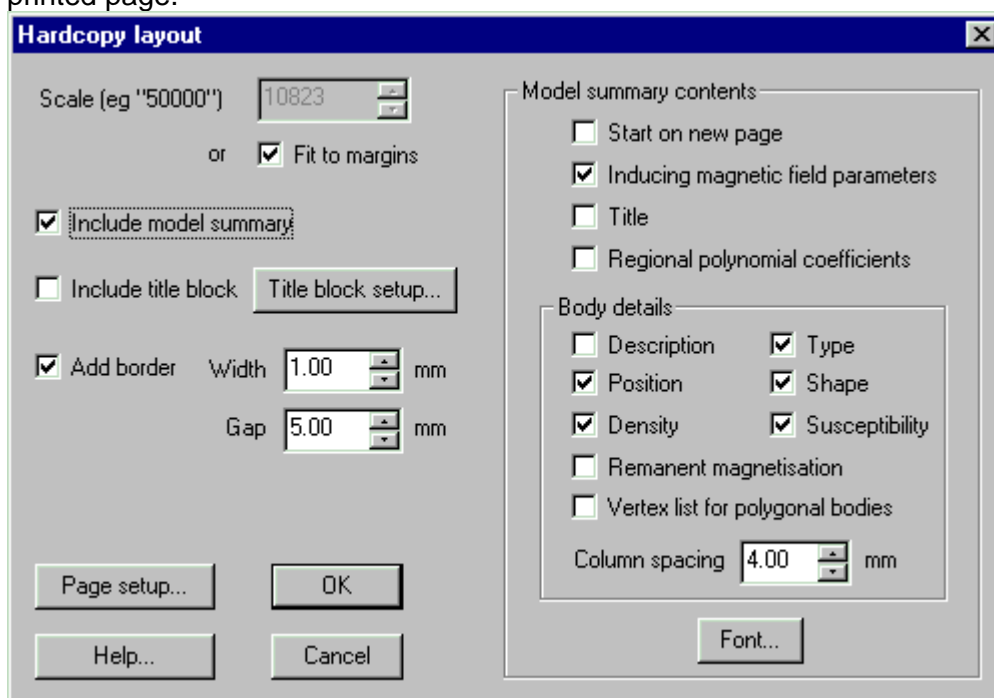 printed page.
Hardcopy layout
Scale (eg "50000") 10823
or Fit to margins
Include model summary
Include title block Title block setup...
Add border Width 1.00 mm
Gap 5.00 mm
Page setup... OK
Help... Cancel
Model summary contents
Start on new page
Inducing magnetic field parameters
Title
Regional polynomial coefficients
Body details
Description Type
Position Shape
Density Susceptibility
Remanent magnetisation
Vertex list for polygonal bodies
Column spacing 4.00 mm
Font...